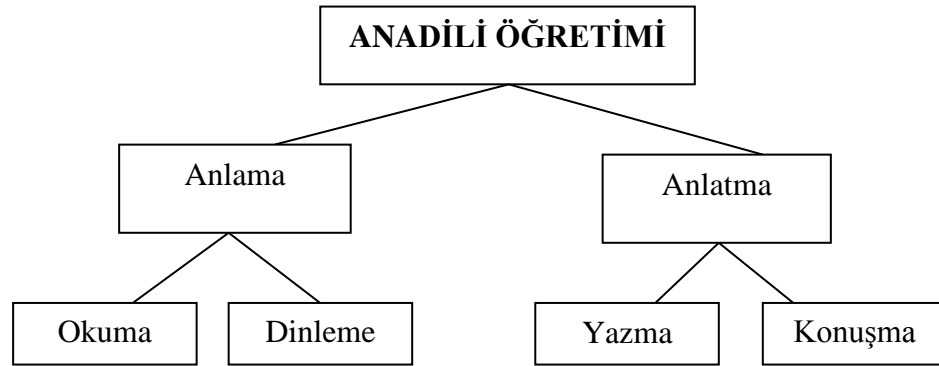 ANADİLİ ÖĞRETİMİ
Anlama
Anlatma
Okuma
Dinleme
Yazma
Konuşma